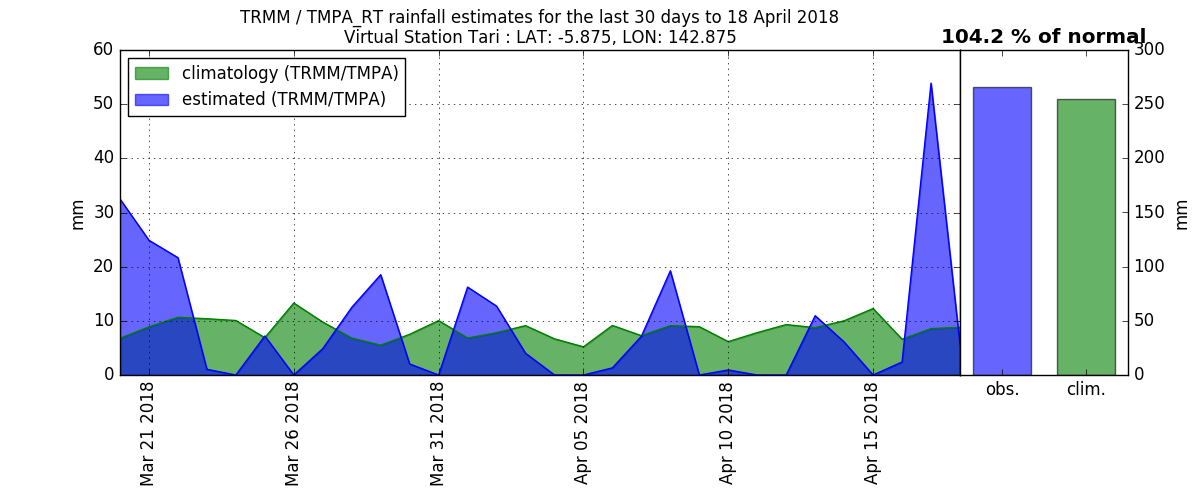 TRMM / TMPA_RT rainfall estimates for the last 30 days to 18 April 2018
Virtual Station Tari : LAT: -5.875, LON: 142.875
104.2 % of normal
climatology (TRMM/TMPA)
estimated (TRMM/TMPA)
60
50
40
30
20
10
0
mm
300
250
200
150
100
50
0
mm
Mar 21 2018
Mar 26 2018
Mar 31 2018
Apr 05 2018
Apr 10 2018
Apr 15 2018
obs.
clim.